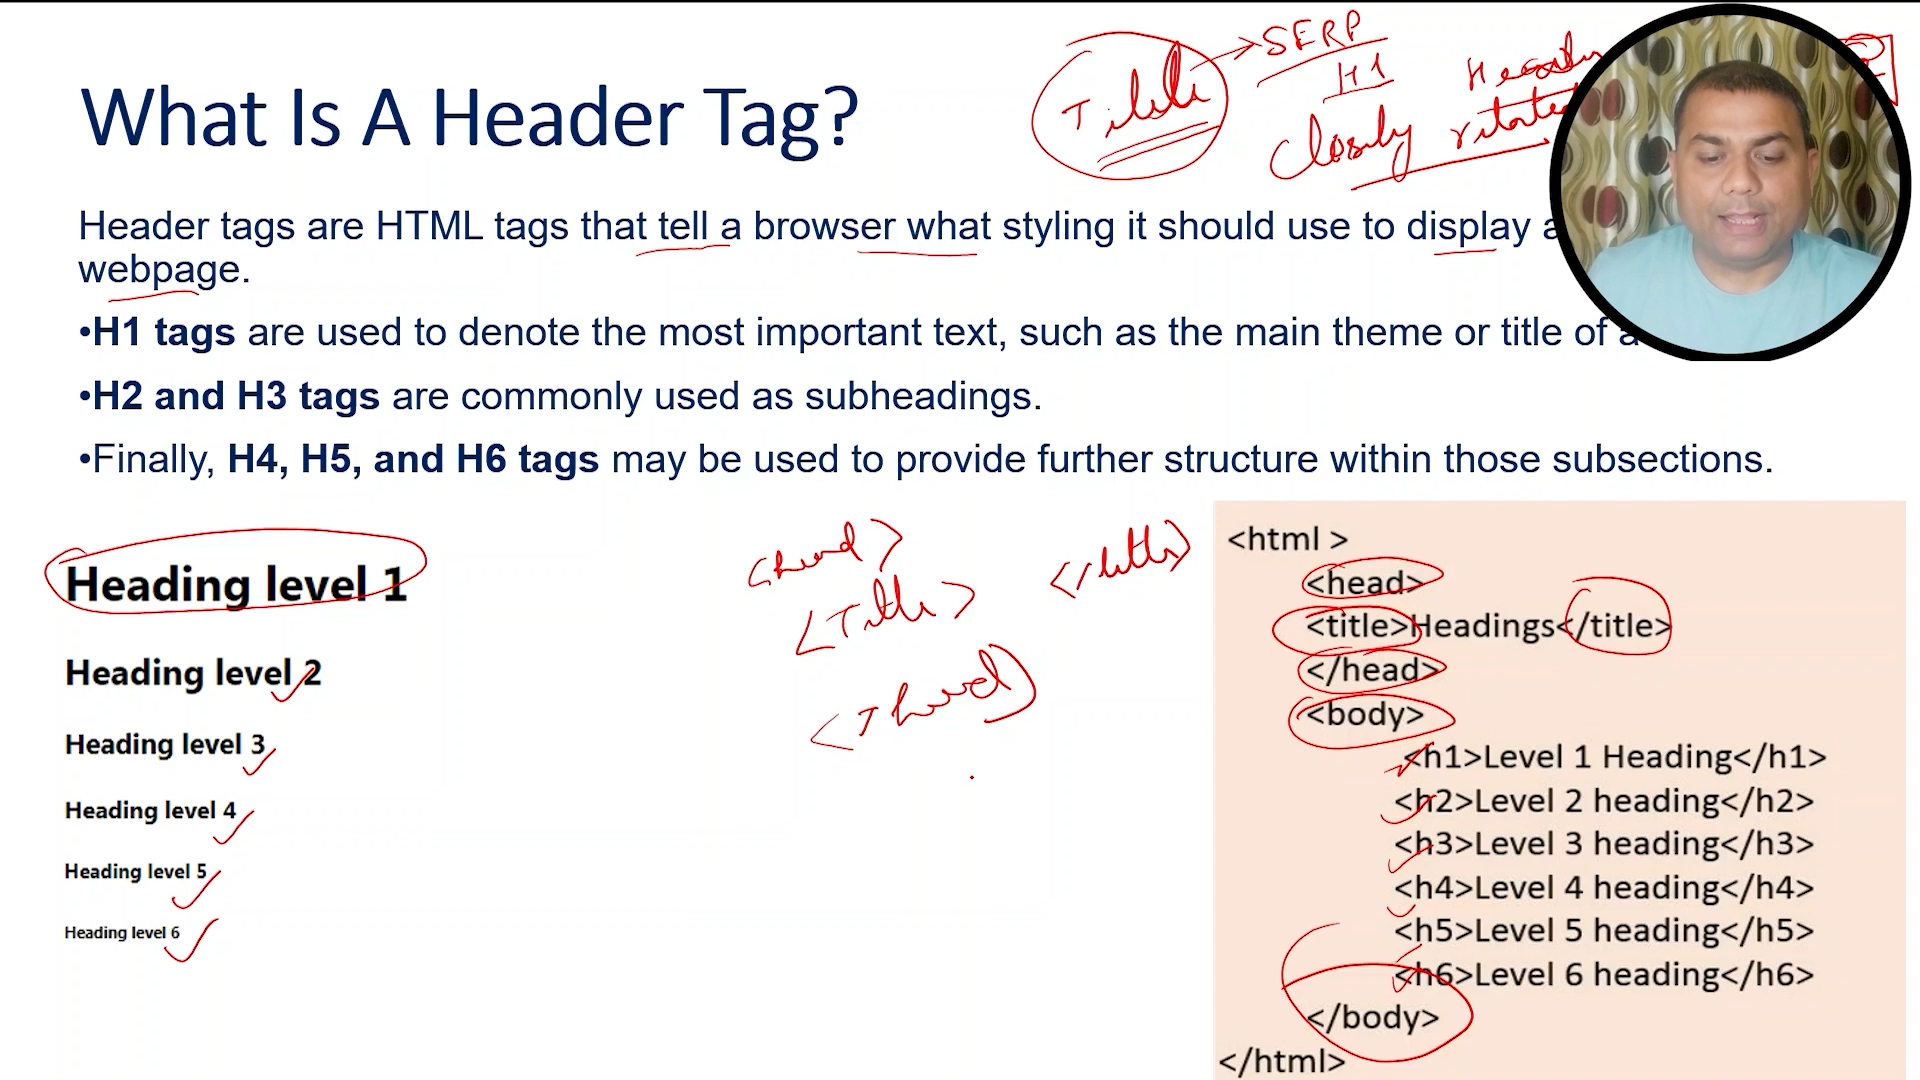 What Is A Header Tag?
Title
SERP
H1
Closely related
Header tags are HTML tags that tell a browser what styling it should use to display a
webpage.
•H1 tags are used to denote the most important text, such as the main theme or title of a
•H2 and H3 tags are commonly used as subheadings.
•Finally, H4, H5, and H6 tags may be used to provide further structure within those subsections.
Heading level 1
Heading level 2
Heading level 3
Heading level 4
Heading level 5
Heading level 6
<head>
<Title> </title>
</head>
<html >
<head>
<title>Headings</title>
</head>
<body>
<h1>Level 1 Heading</h1>
<h2>Level 2 heading</h2>
<h3>Level 3 heading</h3>
<h4>Level 4 heading</h4>
<h5>Level 5 heading</h5>
<h6>Level 6 heading</h6>
</body>
</html>